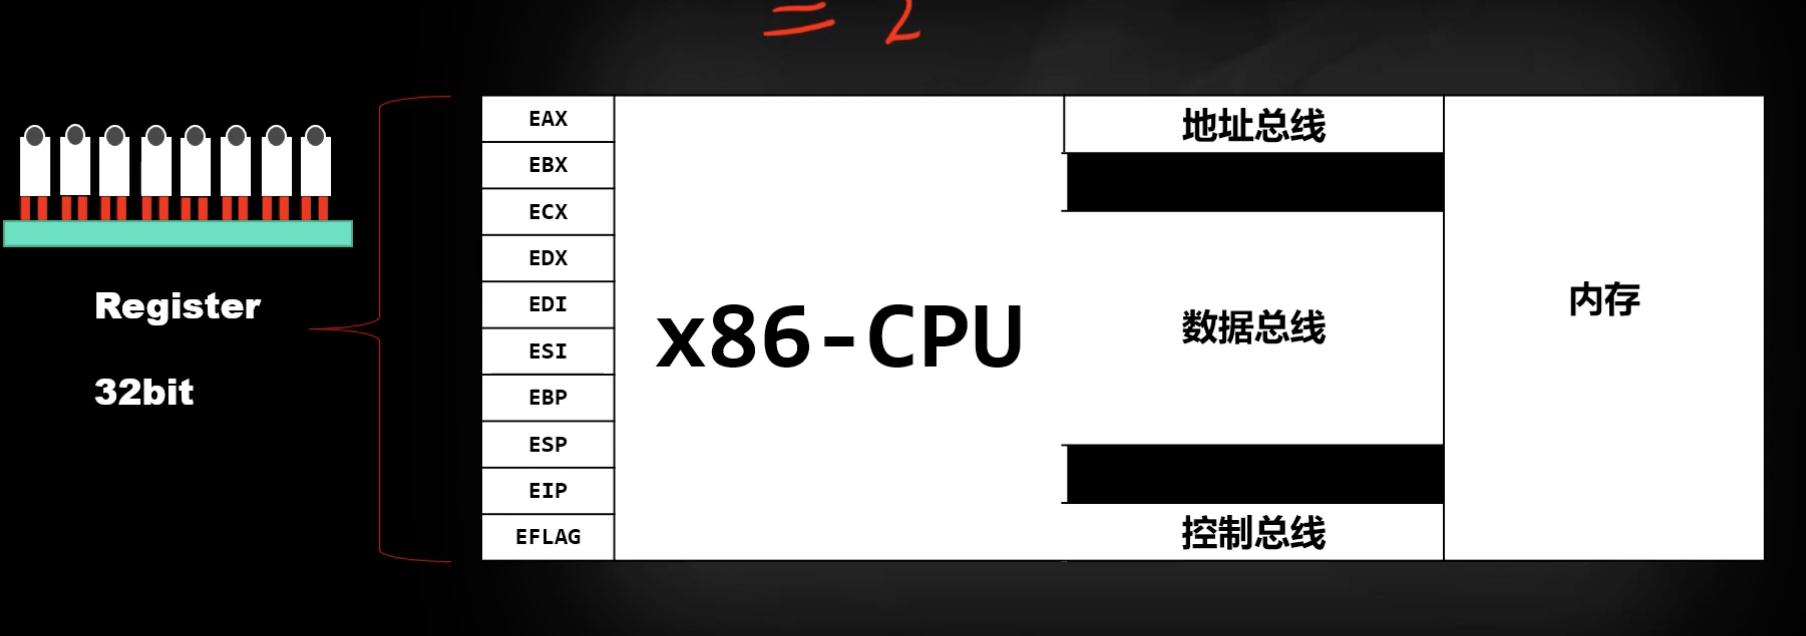 = 2
Register
32bit
EAX
EBX
ECX
EDX
EDI
ESI
EBP
ESP
EIP
EFLAG
x86-CPU
地址总线
数据总线
控制总线
内存